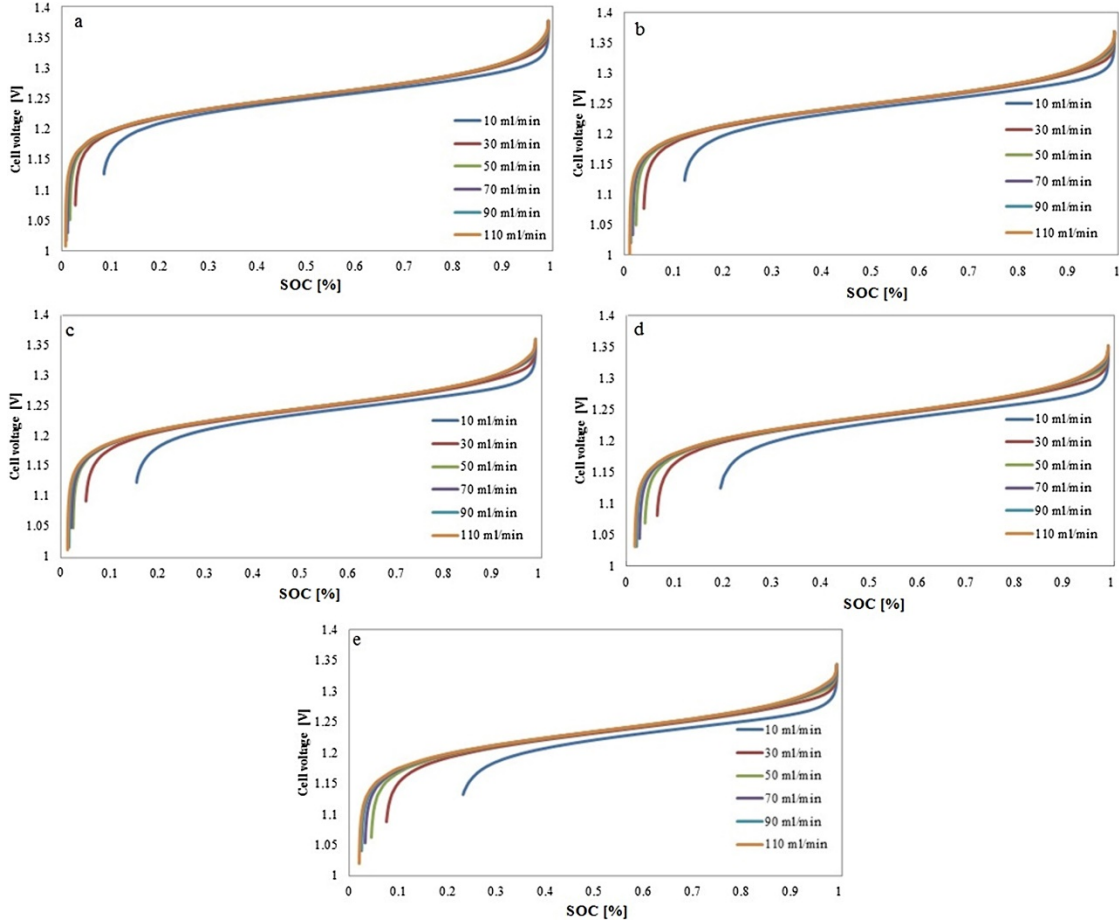 a
Cell voltage [V]
1.4
1.35
1.3
1.25
1.2
1.15
1.1
1.05
1
0 0.1 0.2 0.3 0.4 0.5 0.6 0.7 0.8 0.9 1
SOC [%]
10 ml/min
30 ml/min
50 ml/min
70 ml/min
90 ml/min
110 ml/min
b
Cell voltage [V]
1.4
1.35
1.3
1.25
1.2
1.15
1.1
1.05
1
0 0.1 0.2 0.3 0.4 0.5 0.6 0.7 0.8 0.9 1
SOC [%]
10 ml/min
30 ml/min
50 ml/min
70 ml/min
90 ml/min
110 ml/min
c
Cell voltage [V]
1.4
1.35
1.3
1.25
1.2
1.15
1.1
1.05
1
0 0.1 0.2 0.3 0.4 0.5 0.6 0.7 0.8 0.9 1
SOC [%]
10 ml/min
30 ml/min
50 ml/min
70 ml/min
90 ml/min
110 ml/min
d
Cell voltage [V]
1.4
1.35
1.3
1.25
1.2
1.15
1.1
1.05
1
0 0.1 0.2 0.3 0.4 0.5 0.6 0.7 0.8 0.9 1
SOC [%]
10 ml/min
30 ml/min
50 ml/min
70 ml/min
90 ml/min
110 ml/min
e
Cell voltage [V]
1.4
1.35
1.3
1.25
1.2
1.15
1.1
1.05
1
0 0.1 0.2 0.3 0.4 0.5 0.6 0.7 0.8 0.9 1
SOC [%]
10 ml/min
30 ml/min
50 ml/min
70 ml/min
90 ml/min
110 ml/min